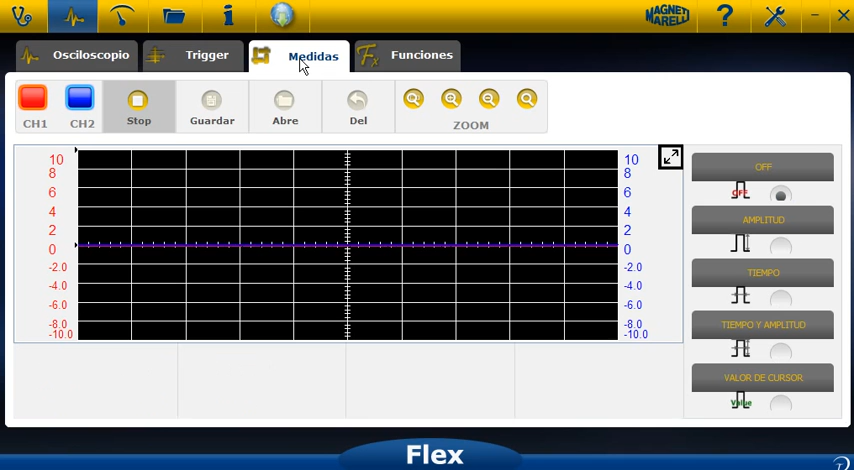 MAGNETI
MARELLI
?
Osciloscopio
Trigger
Medidas
Fx
Funciones
CH1
CH2
Stop
Guardar
Abre
Del
ZOOM
10
8
6
4
2
0
-2.0
-4.0
-6.0
-8.0
-10.0
10
8
6
4
2
0
-2.0
-4.0
-6.0
-8.0
-10.0
OFF
OFF
AMPLITUD
TIEMPO
TIEMPO Y AMPLITUD
VALOR DE CURSOR
Value
Flex